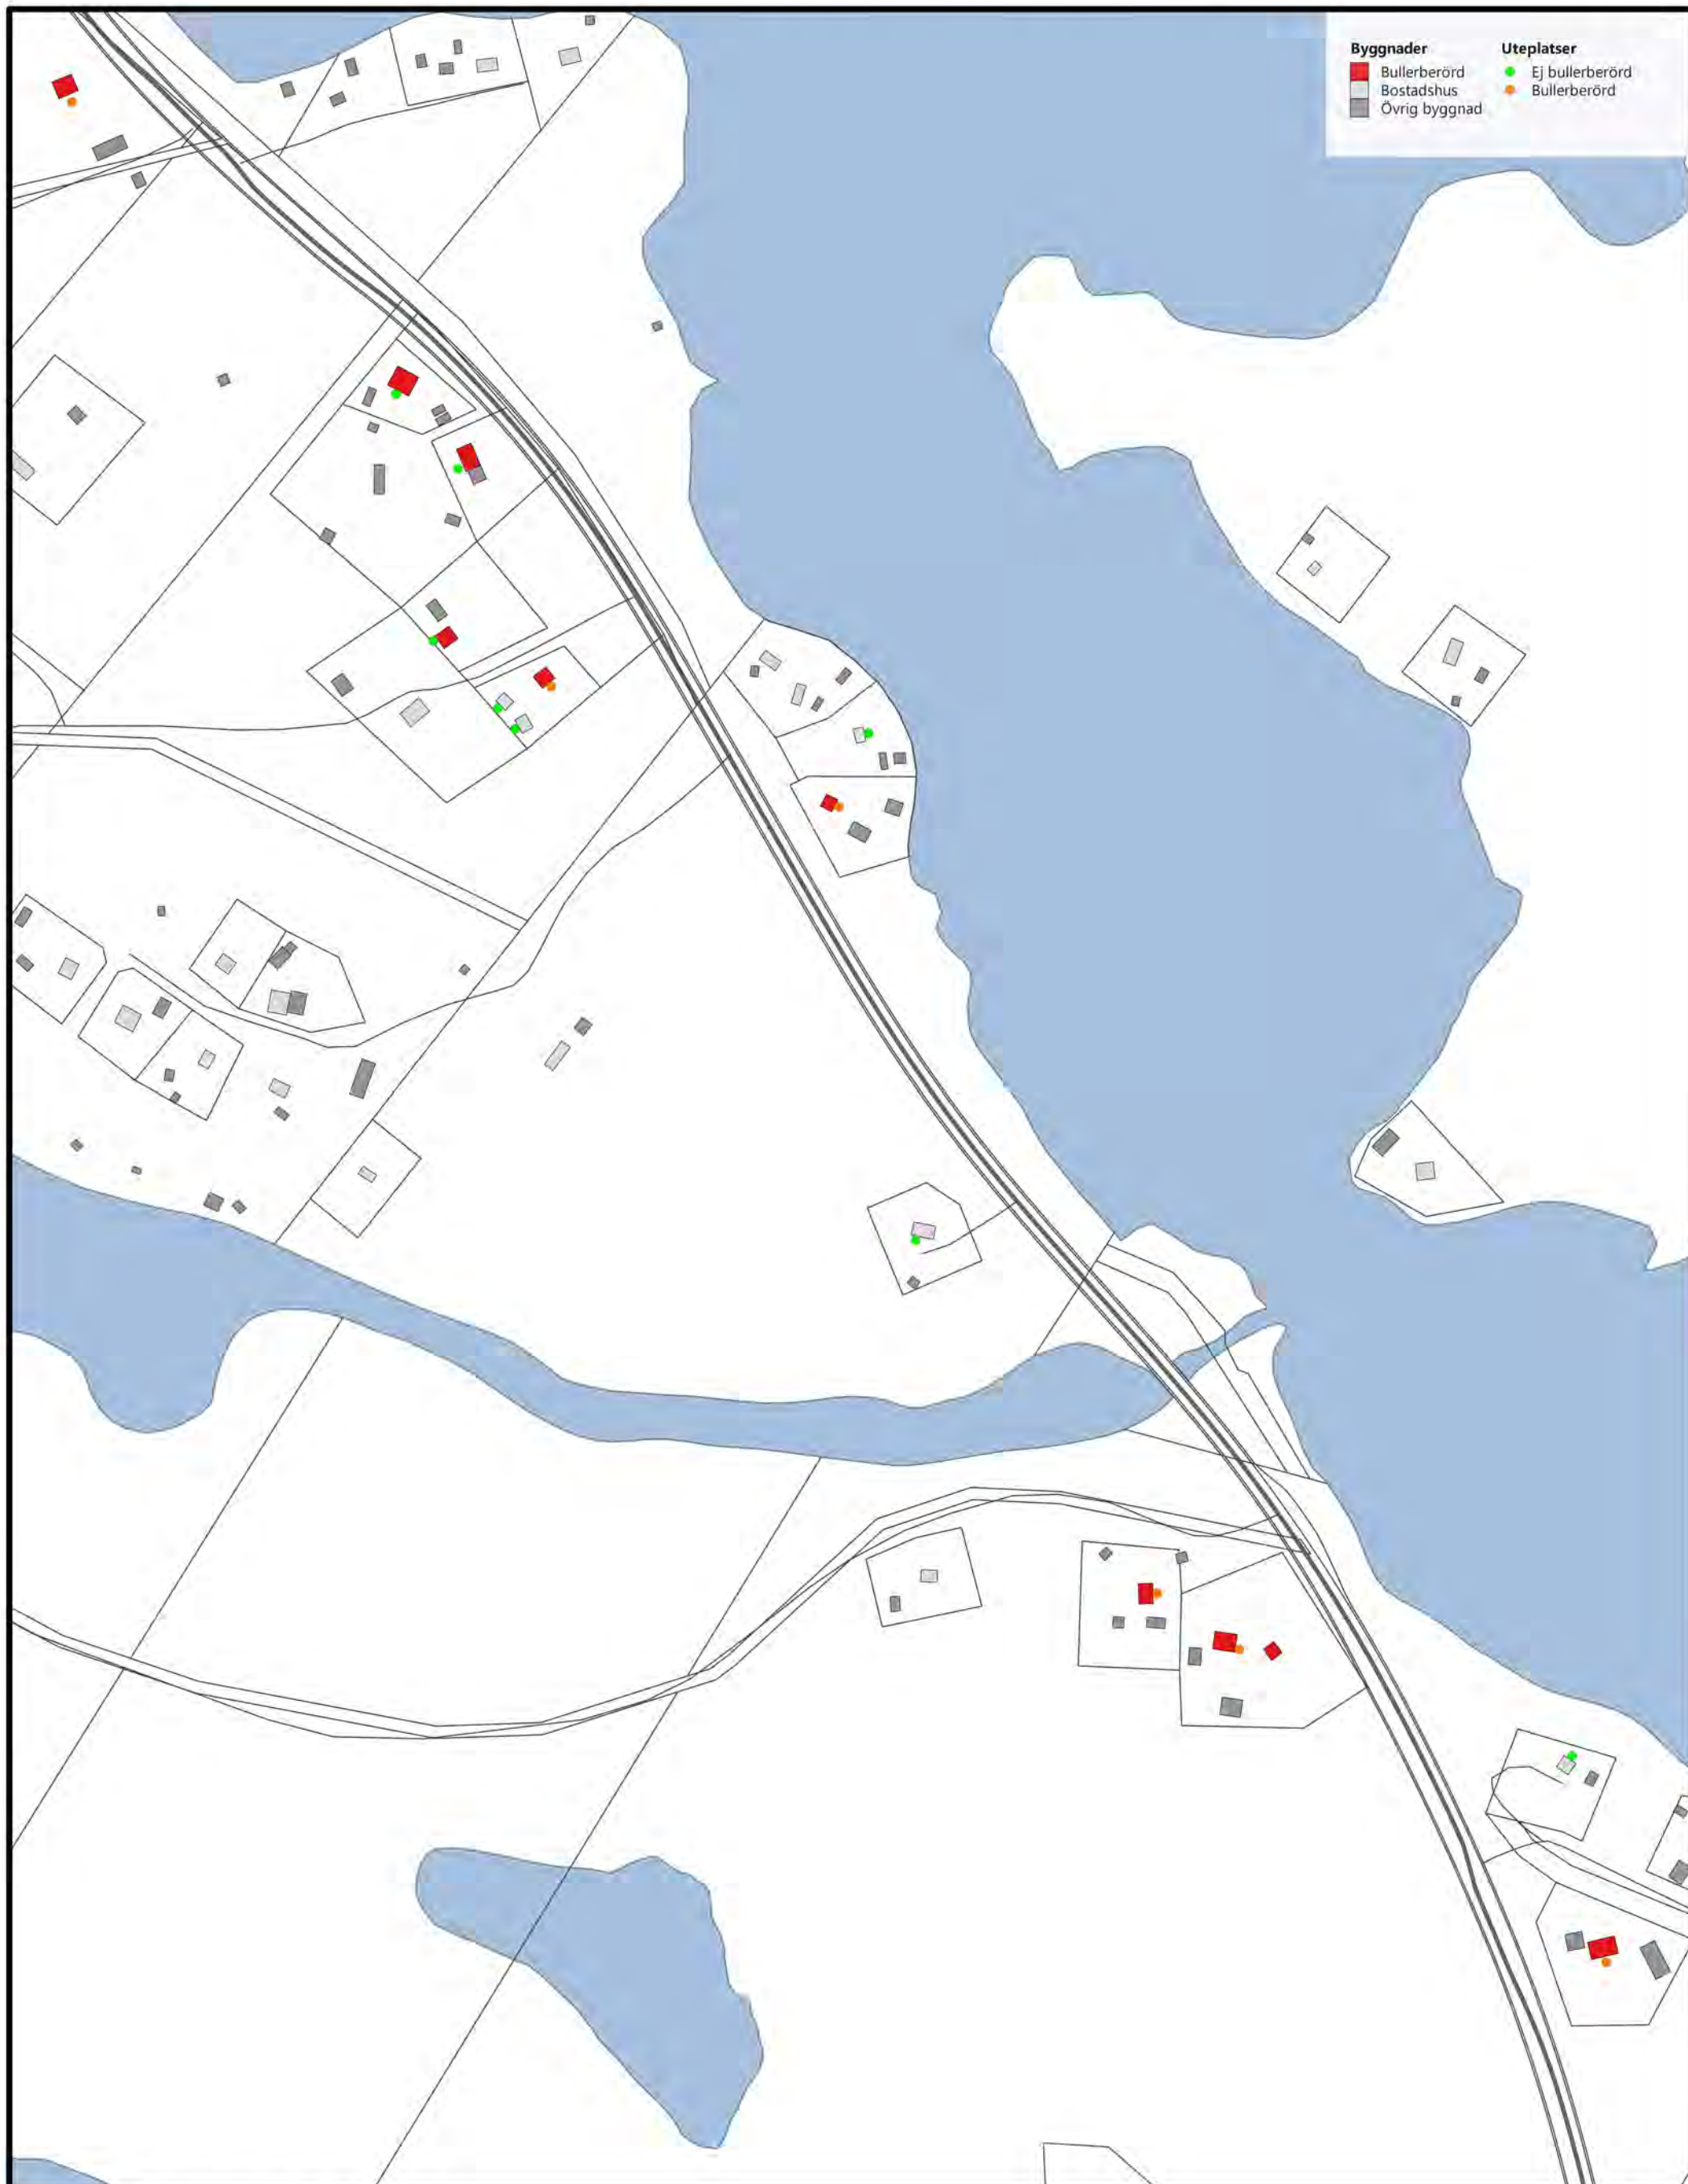 Byggnader
Bullerberörd
Bostadshus
Övrig byggnad
Uteplatser
Ej bullerberörd
Bullerberörd